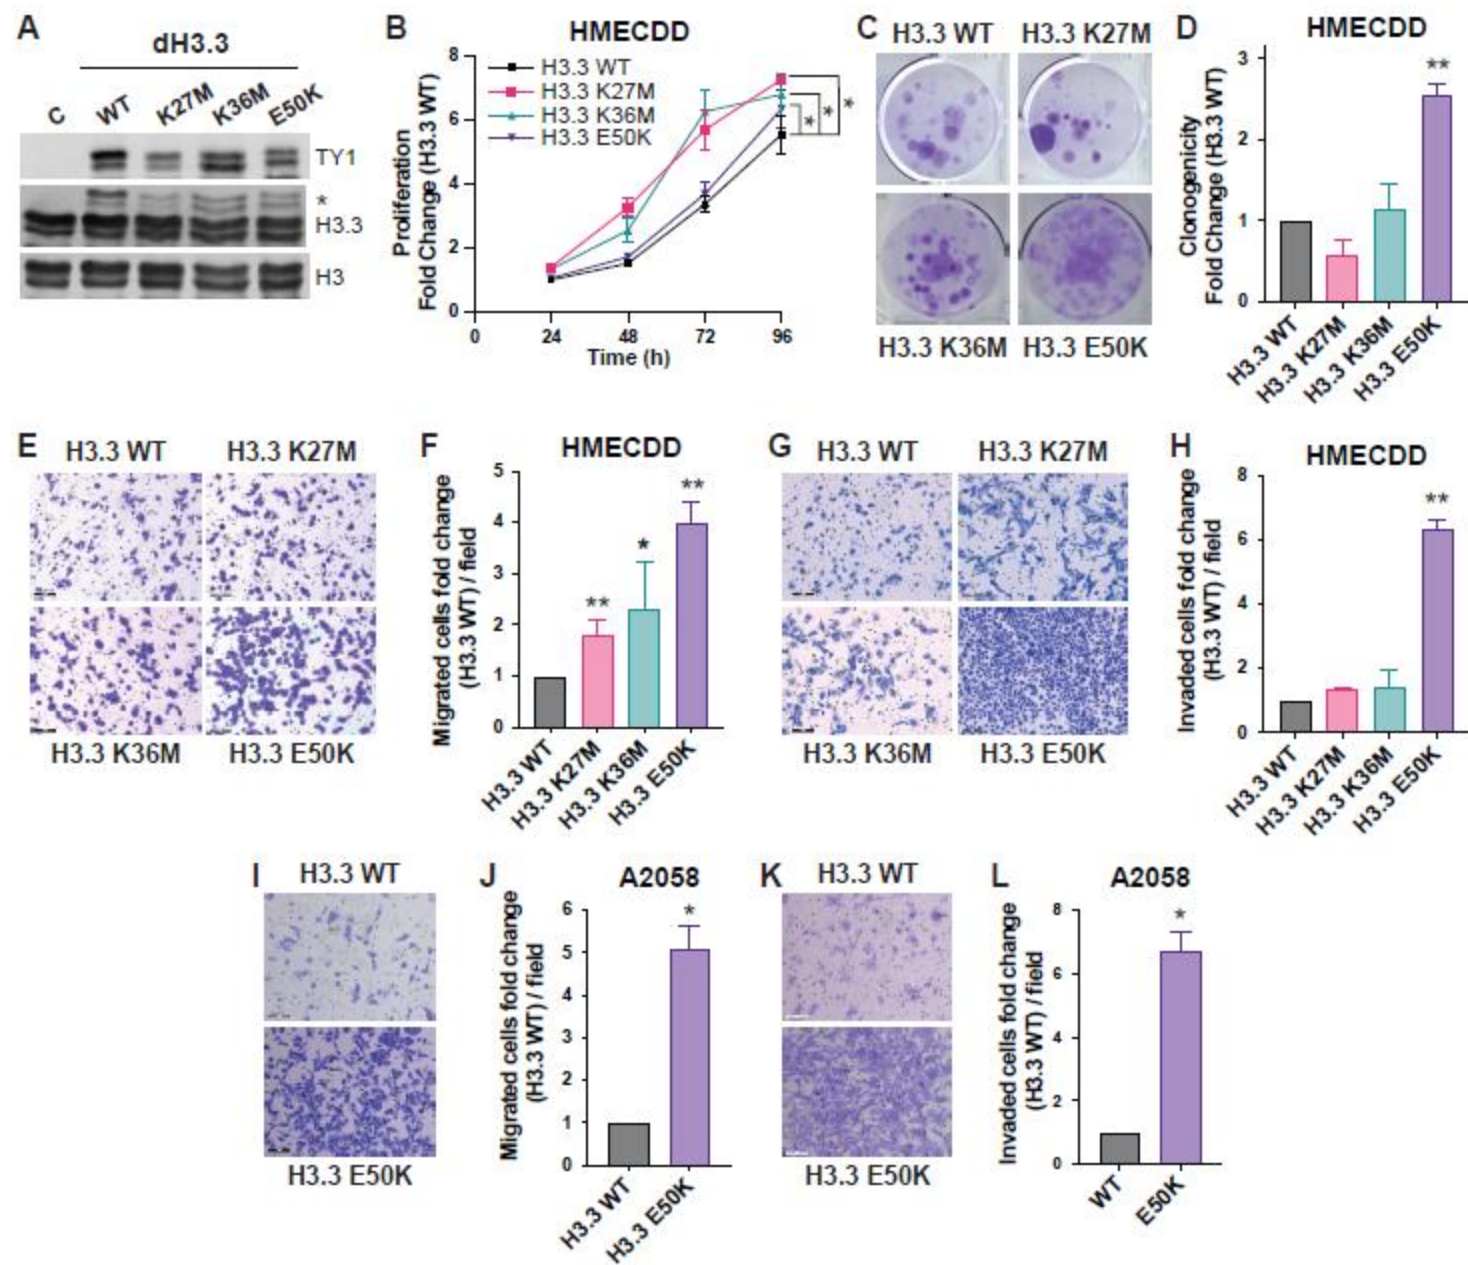 A
dH3.3
C WT K27M K36M E50K
TY1
*
H3.3
H3
B
HMECDD
Proliferation
Fold Change (H3.3 WT)
8
6
4
2
0
H3.3 WT
H3.3 K27M
H3.3 K36M
H3.3 E50K
* * *
0 24 48 72 96
Time (h)
C
H3.3 WT H3.3 K27M
H3.3 K36M H3.3 E50K
D
HMECDD
Clonogenicity
Fold Change (H3.3 WT)
3
2
1
0
**
H3.3 WT
H3.3 K27M
H3.3 K36M
H3.3 E50K
E
H3.3 WT H3.3 K27M
H3.3 K36M H3.3 E50K
F
HMECDD
Migrated cells fold change
(H3.3 WT) / field
5
4
3
2
1
0
** * **
H3.3 WT
H3.3 K27M
H3.3 K36M
H3.3 E50K
G
H3.3 WT H3.3 K27M
H3.3 K36M H3.3 E50K
H
HMECDD
Invaded cells fold change
(H3.3 WT) / field
8
6
4
2
0
**
H3.3 WT
H3.3 K27M
H3.3 K36M
H3.3 E50K
I
H3.3 WT
H3.3 E50K
J
A2058
Migrated cells fold change
(H3.3 WT) / field
6
5
4
3
2
1
0
*
H3.3 WT
H3.3 E50K
K
H3.3 WT
H3.3 E50K
L
A2058
Invaded cells fold change
(H3.3 WT) / field
8
6
4
2
0
*
WT
E50K